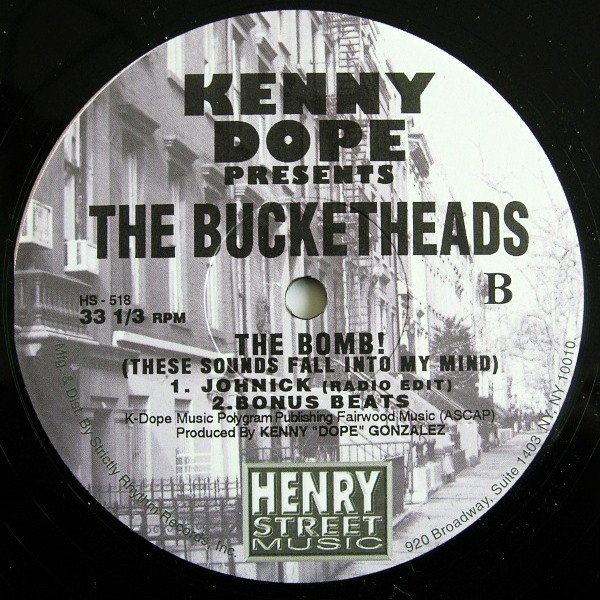 KENNY
DOPE
PRESENTS
THE BUCKETHEADS
HS - 518
33 1/3 RPM
B
THE BOMB!
(THESE SOUNDS FALL INTO MY MIND)
1. JOHNICK (RADIO EDIT)
2. BONUS BEATS
K-Dope Music Polygram Publishing Fairwood Music (ASCAP)
Produced By KENNY "DOPE" GONZALEZ
HENRY
STREET
MUSIC
Mfg. & Dist. By Strictly Rhythm Records, Inc.
920 Broadway, Suite 1403 NY, NY 10010.